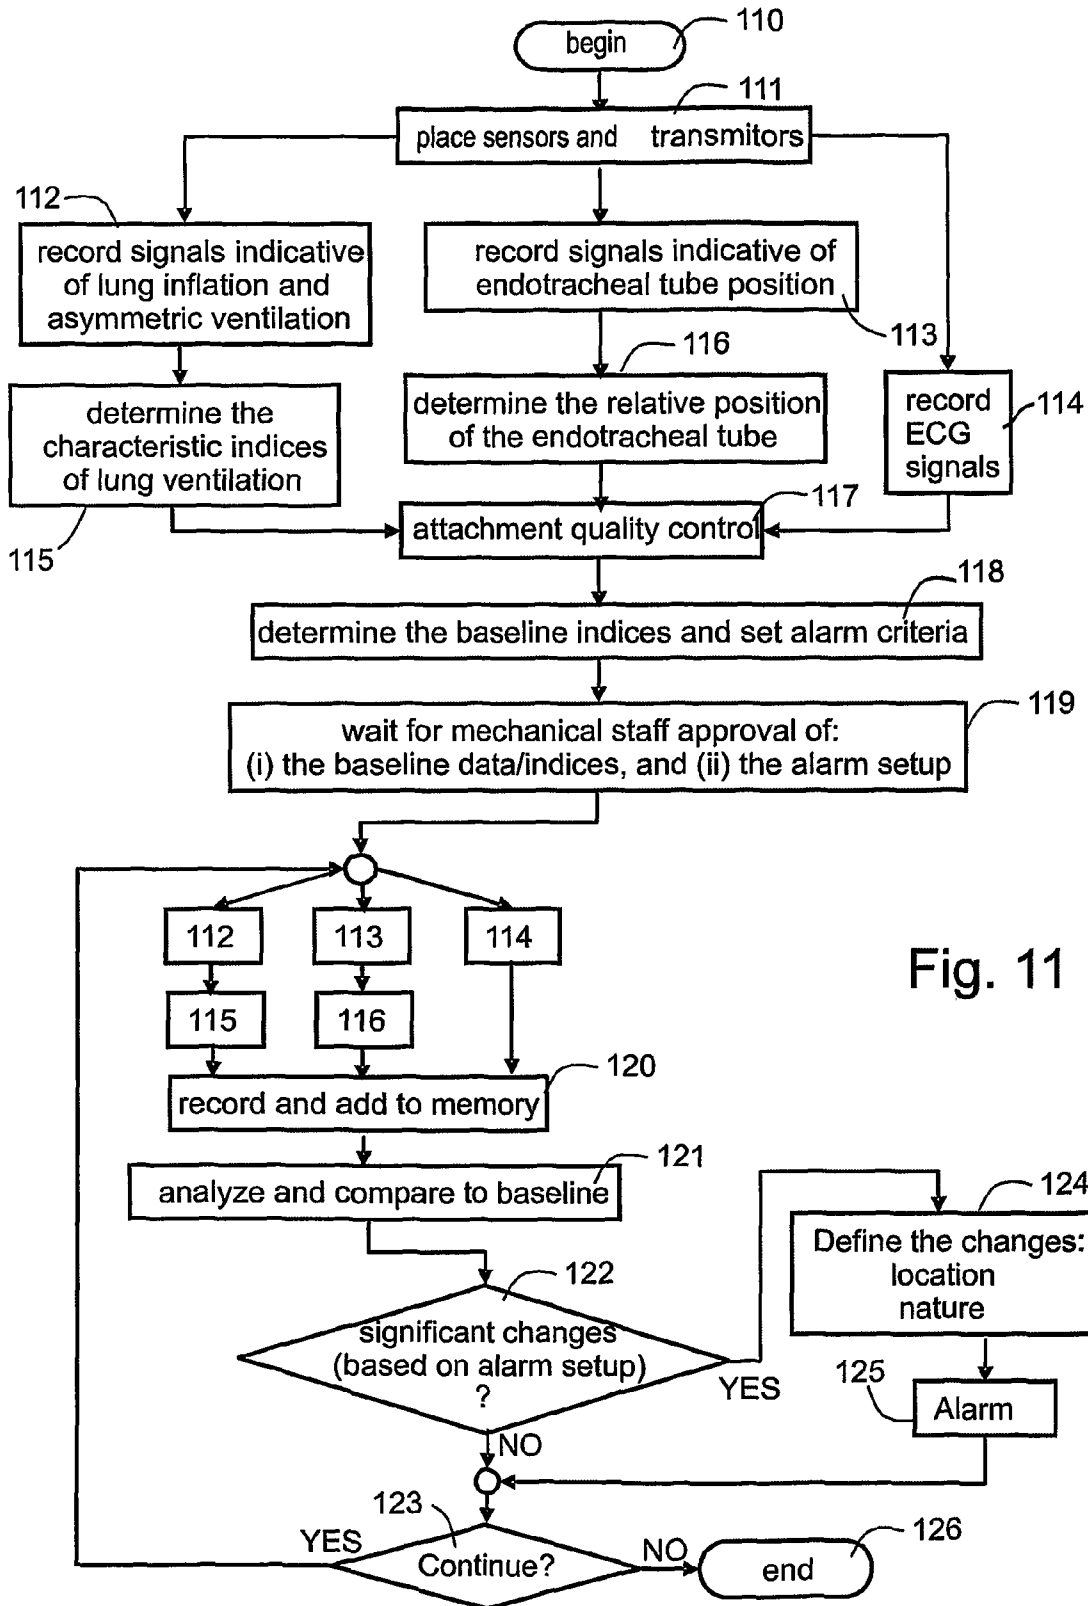 110
begin
111
place sensors and transmitors
112
record signals indicative
of lung inflation and
asymmetric ventilation
record signals indicative of
endotracheal tube position
113
116
determine the
characteristic indices
of lung ventilation
115
determine the relative position
of the endotracheal tube
record
ECG
signals
114
117
attachment quality control
118
determine the baseline indices and set alarm criteria
119
wait for mechanical staff approval of:
(i) the baseline data/indices, and (ii) the alarm setup
112
113
114
Fig. 11
115
116
120
record and add to memory
121
analyze and compare to baseline
122
significant changes
(based on alarm setup)
?
YES
124
Define the changes:
location
nature
125
Alarm
NO
123
YES
Continue?
NO
126
end